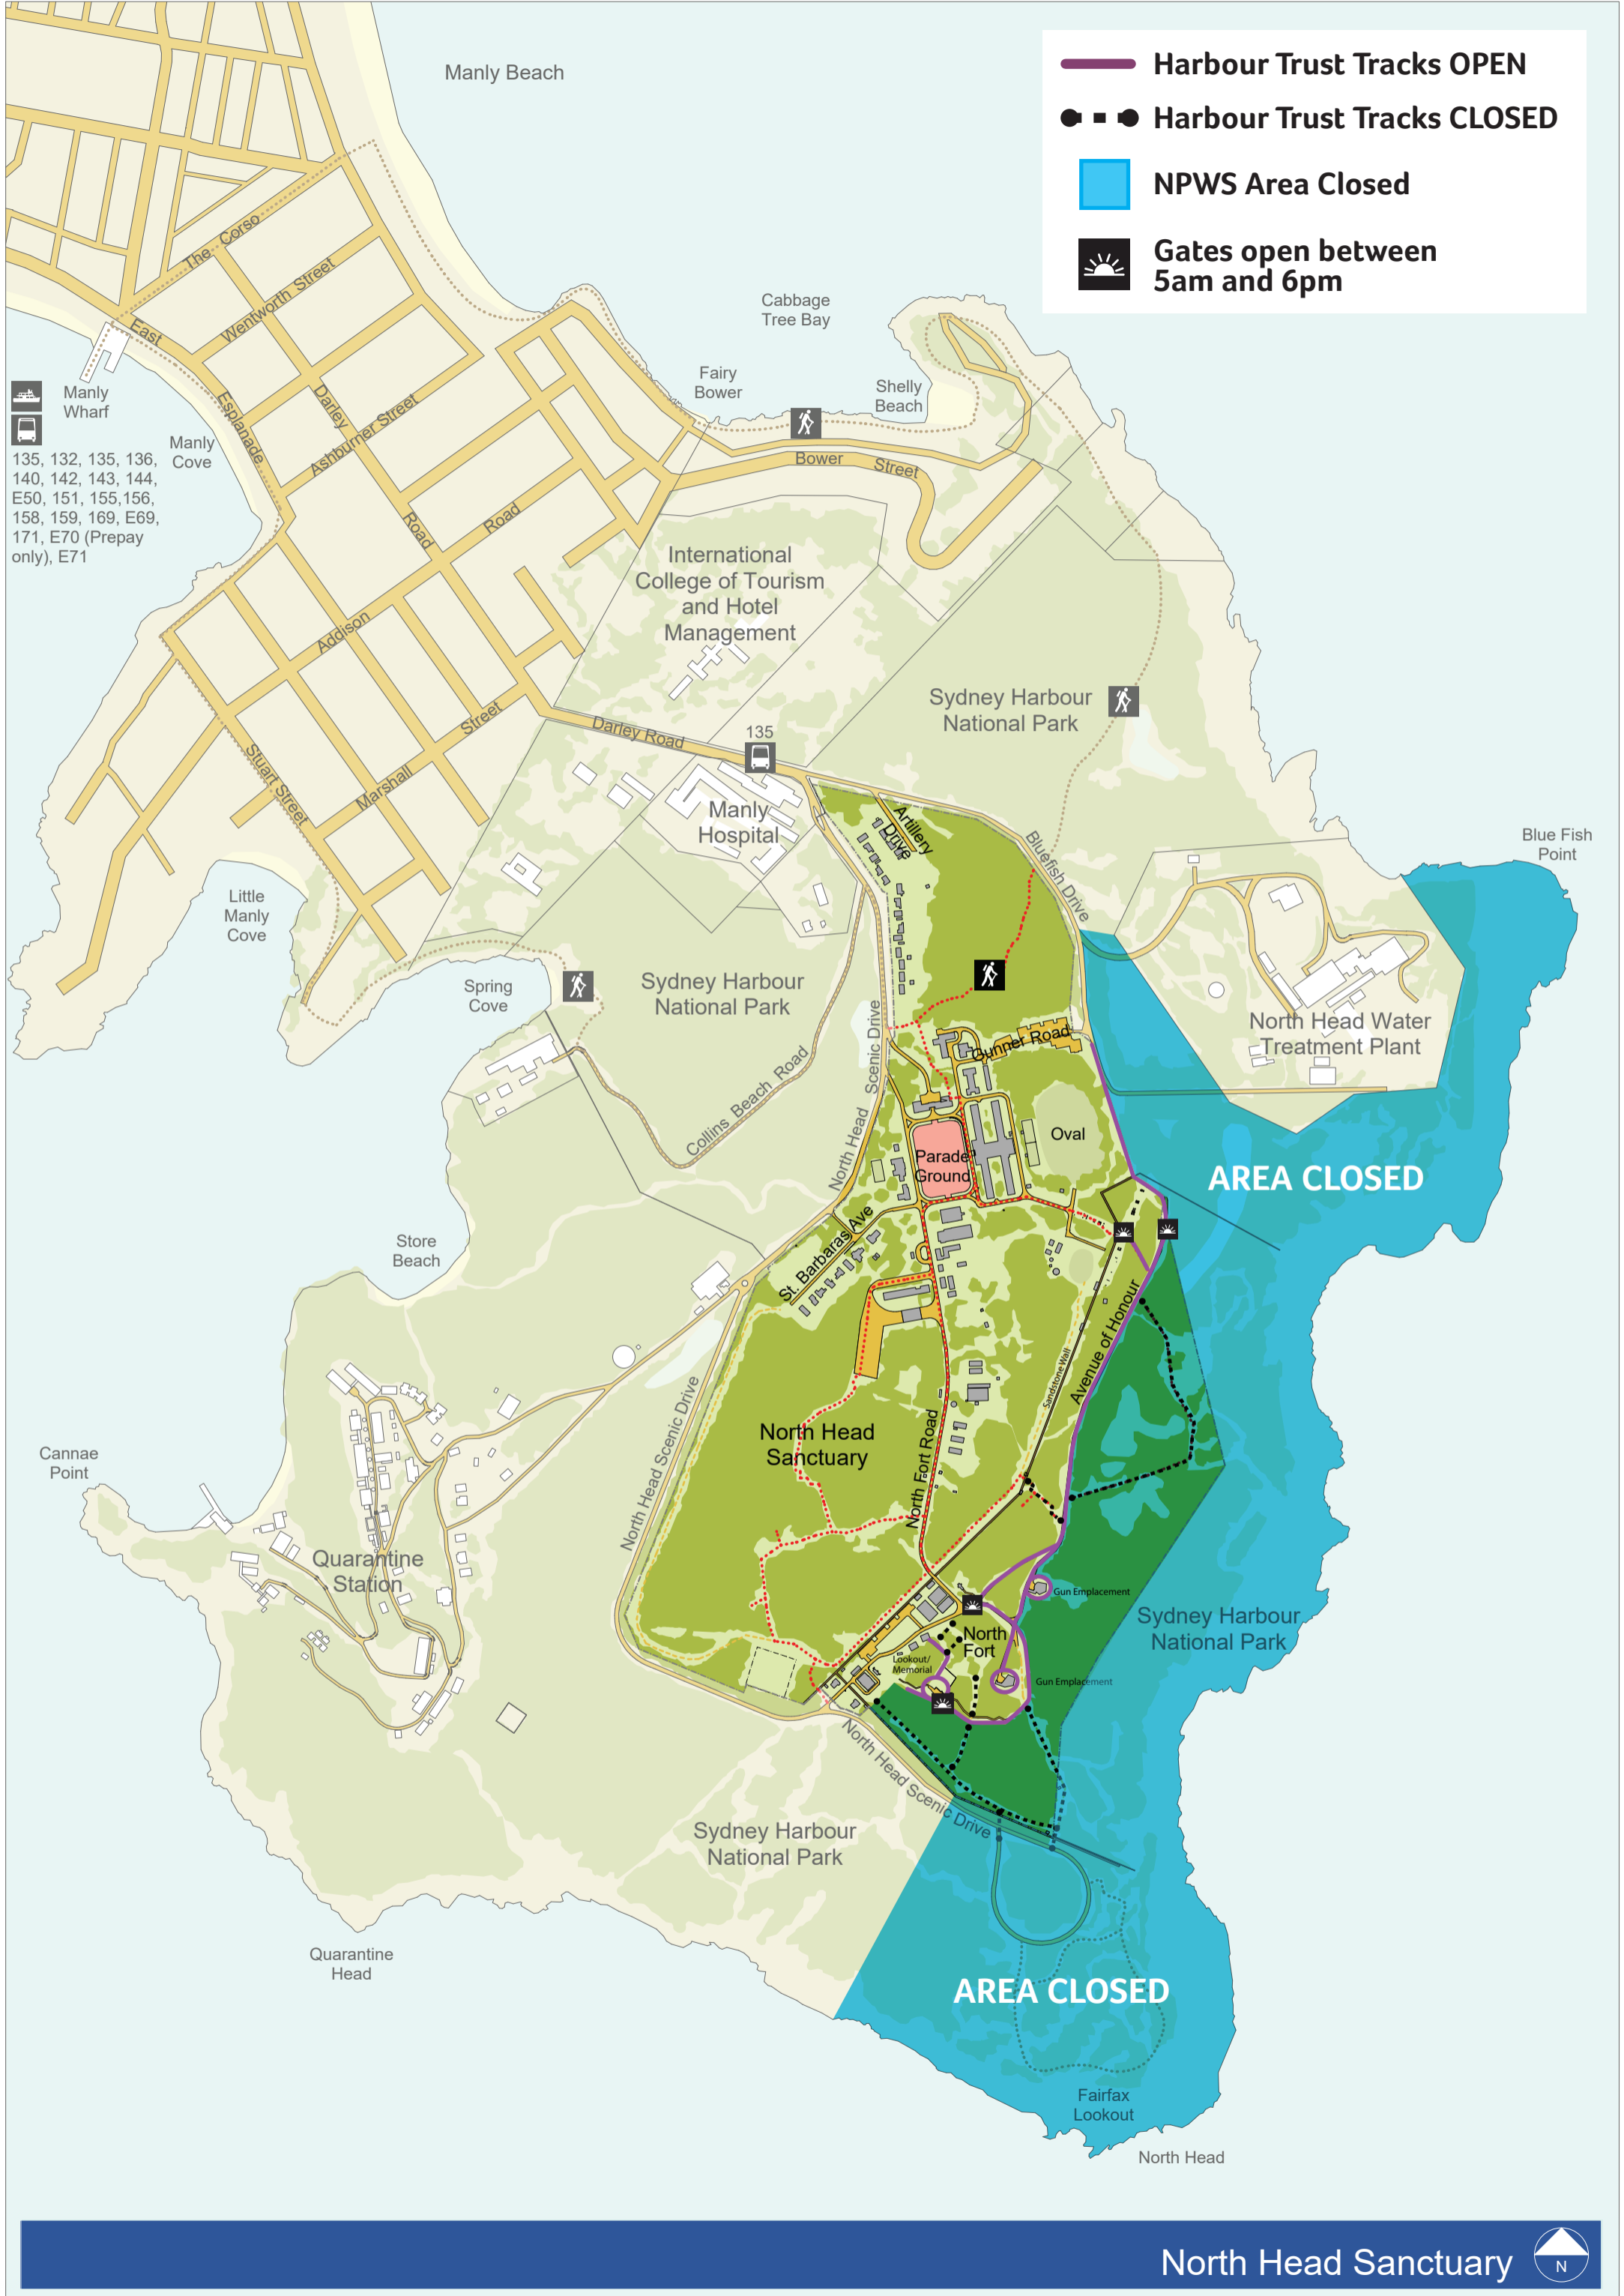 Manly Beach
Harbour Trust Tracks OPEN
Harbour Trust Tracks CLOSED
NPWS Area Closed
Gates open between
5am and 6pm
The Corso
Wentworth Street
East
Esplanade
Darley
Road
Ashburner Street
Manly
Wharf
Manly
Cove
135, 132, 135, 136,
140, 142, 143, 144,
E50, 151, 155,156,
158, 159, 169, E69,
171, E70 (Prepay
only), E71
Cabbage
Tree Bay
Fairy
Bower
Shelly
Beach
Bower Street
International
College of Tourism
and Hotel
Management
Addison
Road
Stuart Street
Marshall
Street
Darley Road
135
Sydney Harbour
National Park
Manly
Hospital
Artillery
Drive
Bluefish Drive
Blue Fish
Point
Little
Manly
Cove
Spring
Cove
Sydney Harbour
National Park
North Head Water
Treatment Plant
Gunner Road
Collins Beach Road
North Head Scenic Drive
Oval
Parade
Ground
AREA CLOSED
St. Barbaras Ave
Store
Beach
Avenue of Honour
Sandstone Wall
North Head Scenic Drive
North Head
Sanctuary
North Fort Road
Cannae
Point
Quarantine
Station
Gun Emplacement
Sydney Harbour
National Park
North
Fort
Lookout/
Memorial
Gun Emplacement
North Head Scenic Drive
Sydney Harbour
National Park
Quarantine
Head
AREA CLOSED
Fairfax
Lookout
North Head
North Head Sanctuary
N